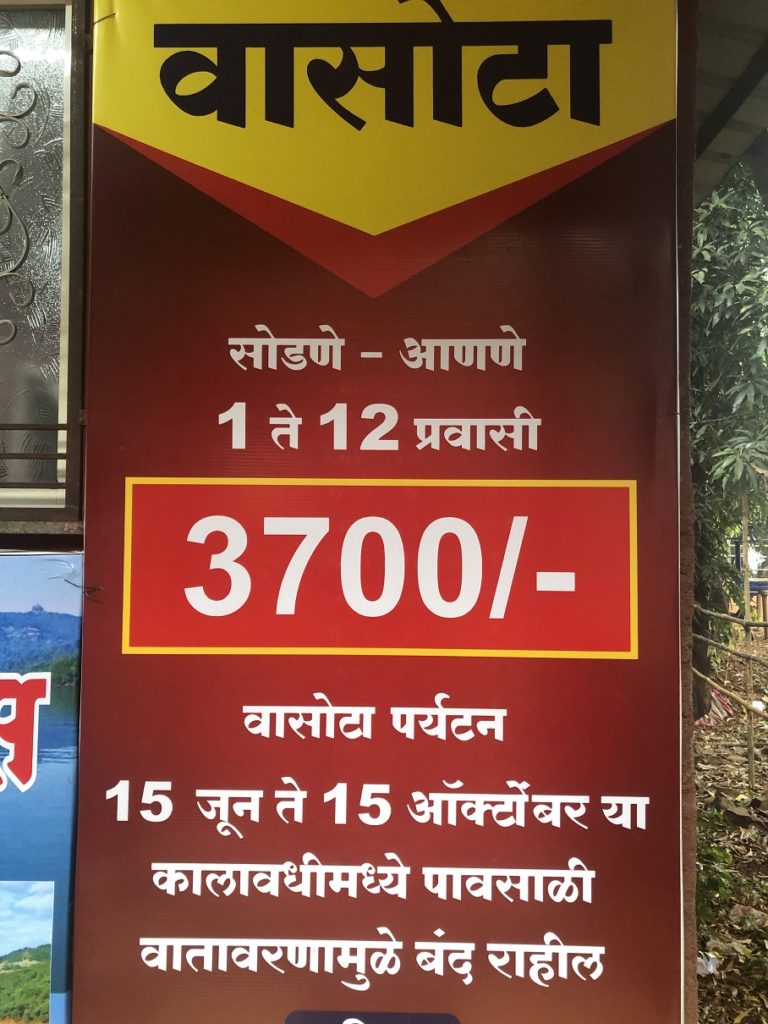 वासोटा
सोडणे - आणणे
1 ते 12 प्रवासी
3700/-
वासोटा पर्यटन
15 जून ते 15 ऑक्टोंबर या
कालावधीमध्ये पावसाळी
वातावरणामुळे बंद राहील